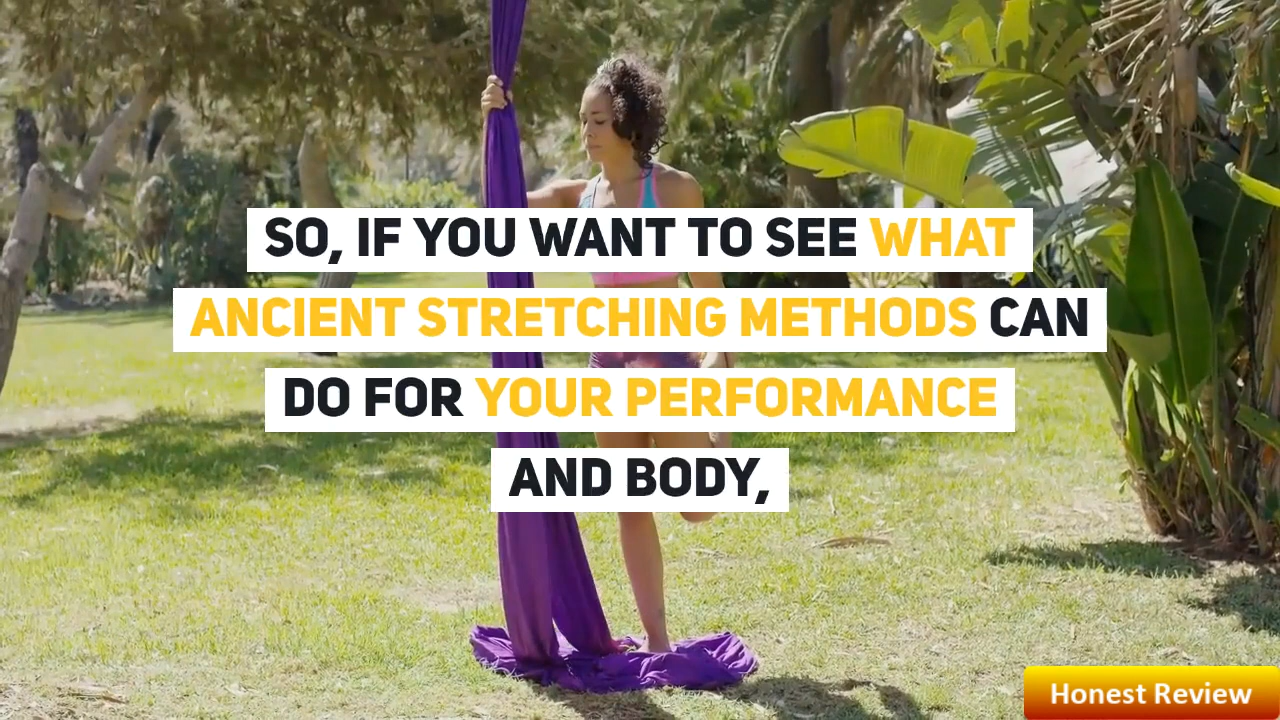 SO, IF YOU WANT TO SEE WHAT
ANCIENT STRETCHING METHODS CAN
DO FOR YOUR PERFORMANCE
AND BODY,
Honest Review